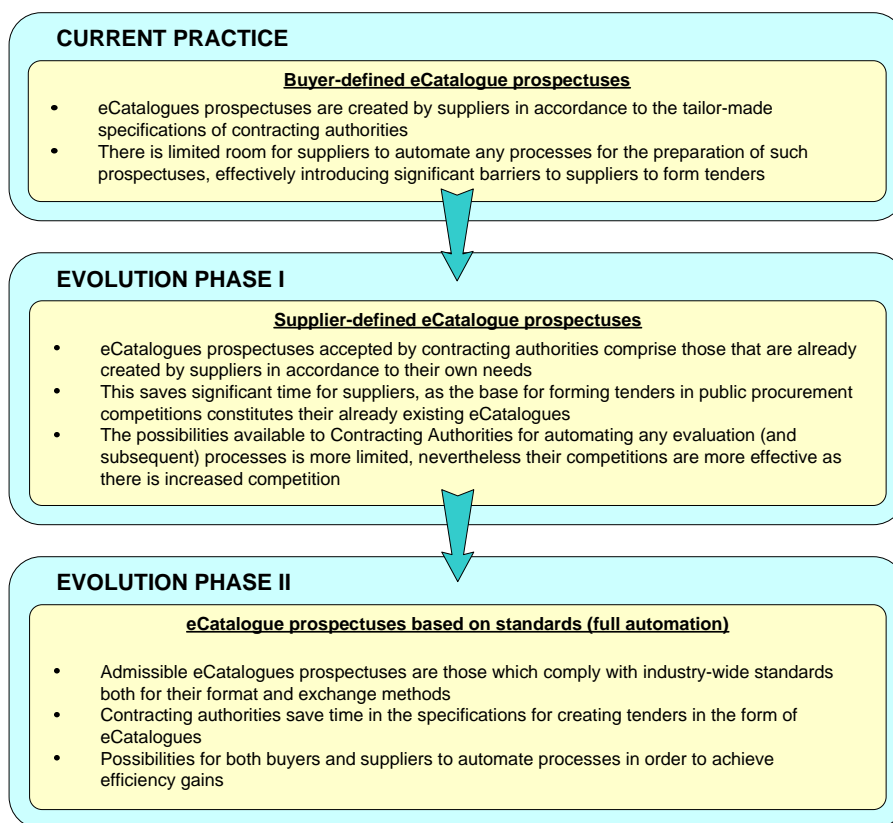 CURRENT PRACTICE
Buyer-defined eCatalogue prospectuses
• eCatalogues prospectuses are created by suppliers in accordance to the tailor-made
specifications of contracting authorities
• There is limited room for suppliers to automate any processes for the preparation of such
prospectuses, effectively introducing significant barriers to suppliers to form tenders
EVOLUTION PHASE I
Supplier-defined eCatalogue prospectuses
• eCatalogues prospectuses accepted by contracting authorities comprise those that are already
created by suppliers in accordance to their own needs
• This saves significant time for suppliers, as the base for forming tenders in public procurement
competitions constitutes their already existing eCatalogues
• The possibilities available to Contracting Authorities for automating any evaluation (and
subsequent) processes is more limited, nevertheless their competitions are more effective as
there is increased competition
EVOLUTION PHASE II
eCatalogue prospectuses based on standards (full automation)
• Admissible eCatalogues prospectuses are those which comply with industry-wide standards
both for their format and exchange methods
• Contracting authorities save time in the specifications for creating tenders in the form of
eCatalogues
• Possibilities for both buyers and suppliers to automate processes in order to achieve
efficiency gains